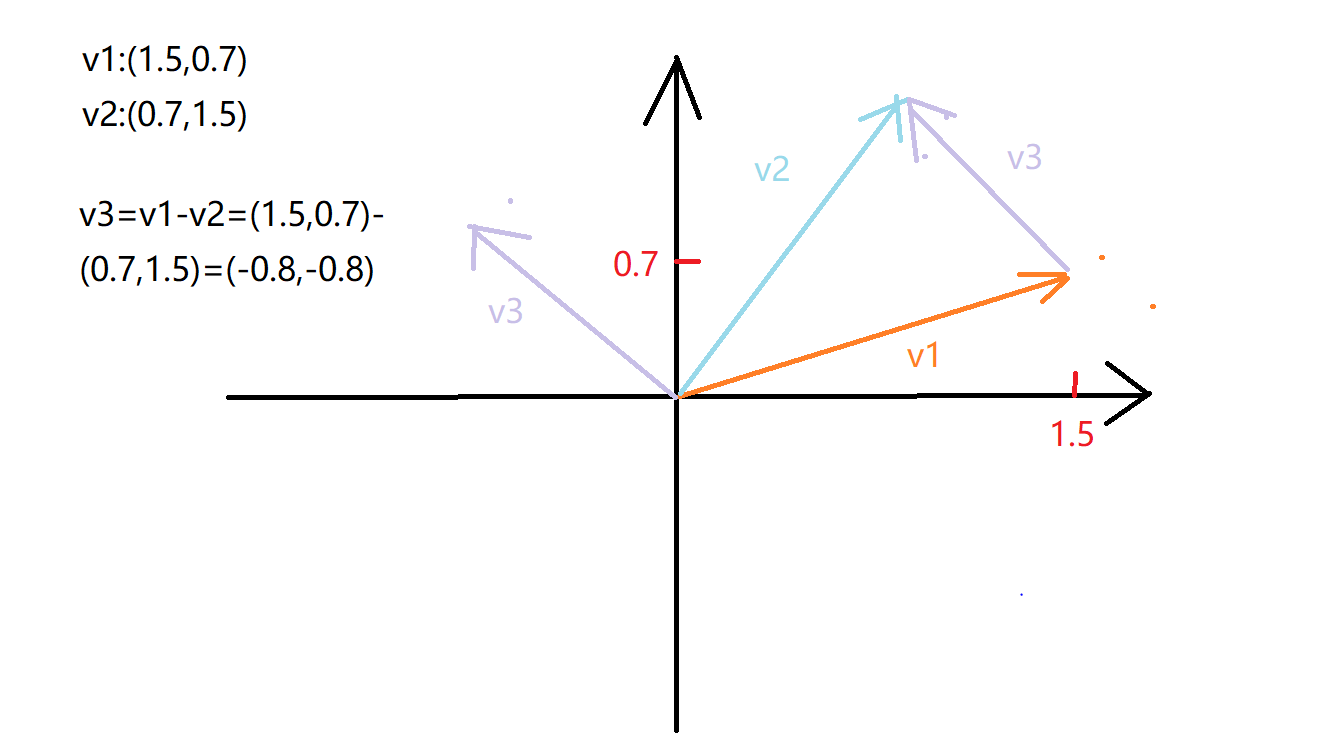 v1:(1.5,0.7)
v2:(0.7,1.5)
v3=v1-v2=(1.5,0.7)-
(0.7,1.5)=(-0.8,-0.8)
v2
v3
0.7
v3
v1
1.5